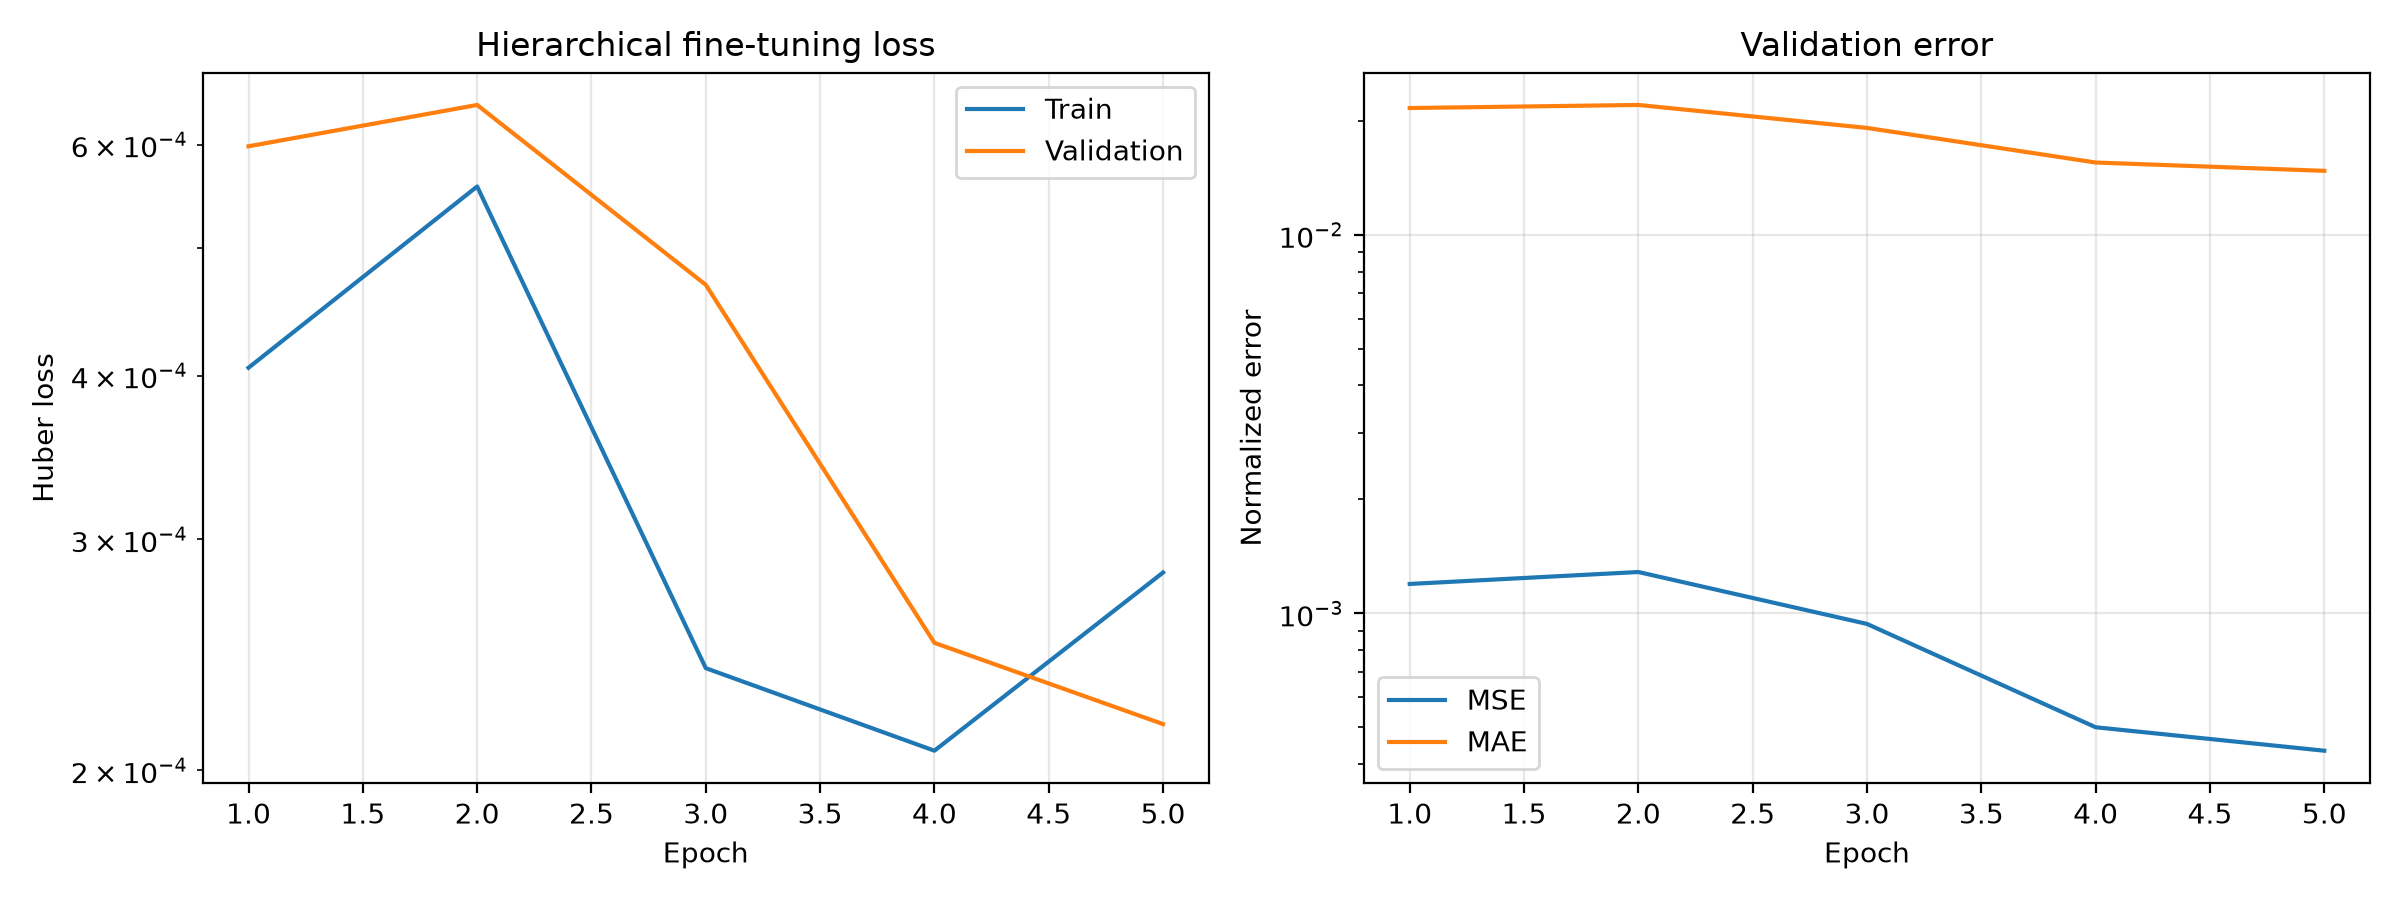 Hierarchical fine-tuning loss
Train
Validation
6 × 10⁻⁴
4 × 10⁻⁴
3 × 10⁻⁴
2 × 10⁻⁴
Huber loss
1.0 1.5 2.0 2.5 3.0 3.5 4.0 4.5 5.0
Epoch
Validation error
10⁻²
10⁻³
Normalized error
MSE
MAE
1.0 1.5 2.0 2.5 3.0 3.5 4.0 4.5 5.0
Epoch